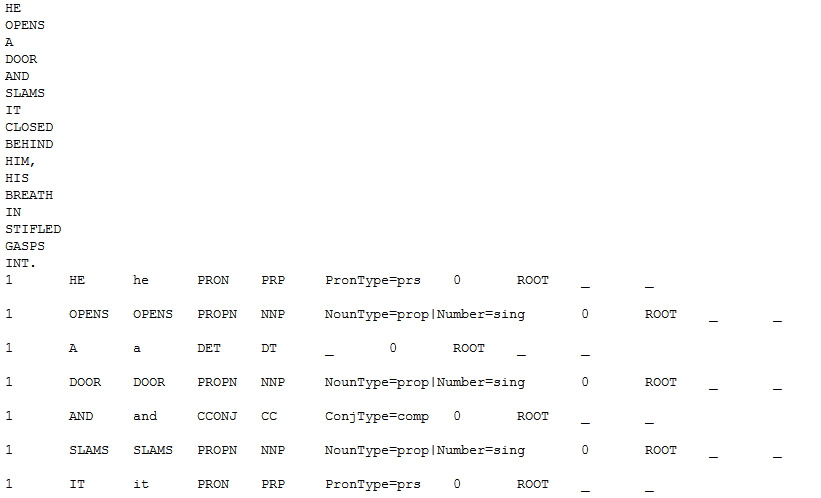 HE
OPENS
A
DOOR
AND
SLAMS
IT
CLOSED
BEHIND
HIM,
HIS
BREATH
IN
STIFLED
GASPS
INT.
1 HE he PRON PRP PronType=prs 0 ROOT _ _
1 OPENS OPENS PROPN NNP NounType=prop|Number=sing 0 ROOT _ _
1 A a DET DT _ 0 ROOT _ _
1 DOOR DOOR PROPN NNP NounType=prop|Number=sing 0 ROOT _ _
1 AND and CCONJ CC ConjType=comp 0 ROOT _ _
1 SLAMS SLAMS PROPN NNP NounType=prop|Number=sing 0 ROOT _ _
1 IT it PRON PRP PronType=prs 0 ROOT _ _